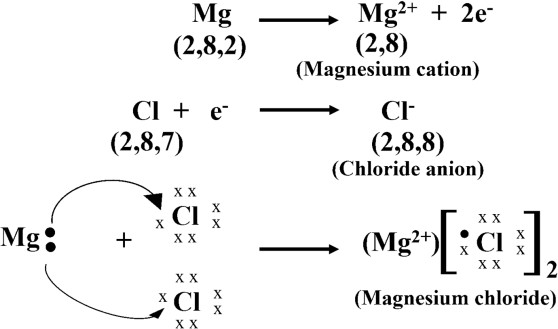 Mg Mg²⁺ + 2e⁻
(2,8,2) (2,8)
(Magnesium cation)
Cl + e⁻ Cl⁻
(2,8,7) (2,8,8)
(Chloride anion)
x x x x
x Cl x x x Cl x x
x x x x
Mg: + (Mg²⁺)[•Cl]₂
x x
x Cl x x
x x
(Magnesium chloride)